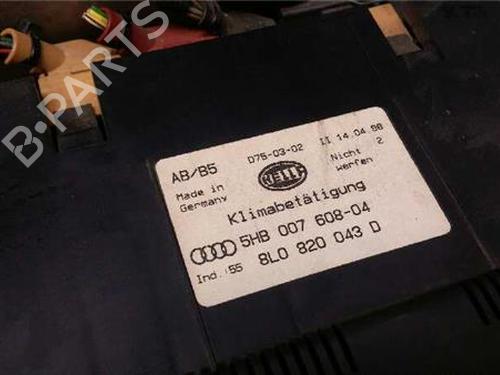 B-PARTS
AB/B5 D75-03-02 II 14.04.98
Made in Germany
HELLA
Nicht werfen 2
Klimabetätigung
5HB 007 608-04
Ind.:55 8L0 820 043 D